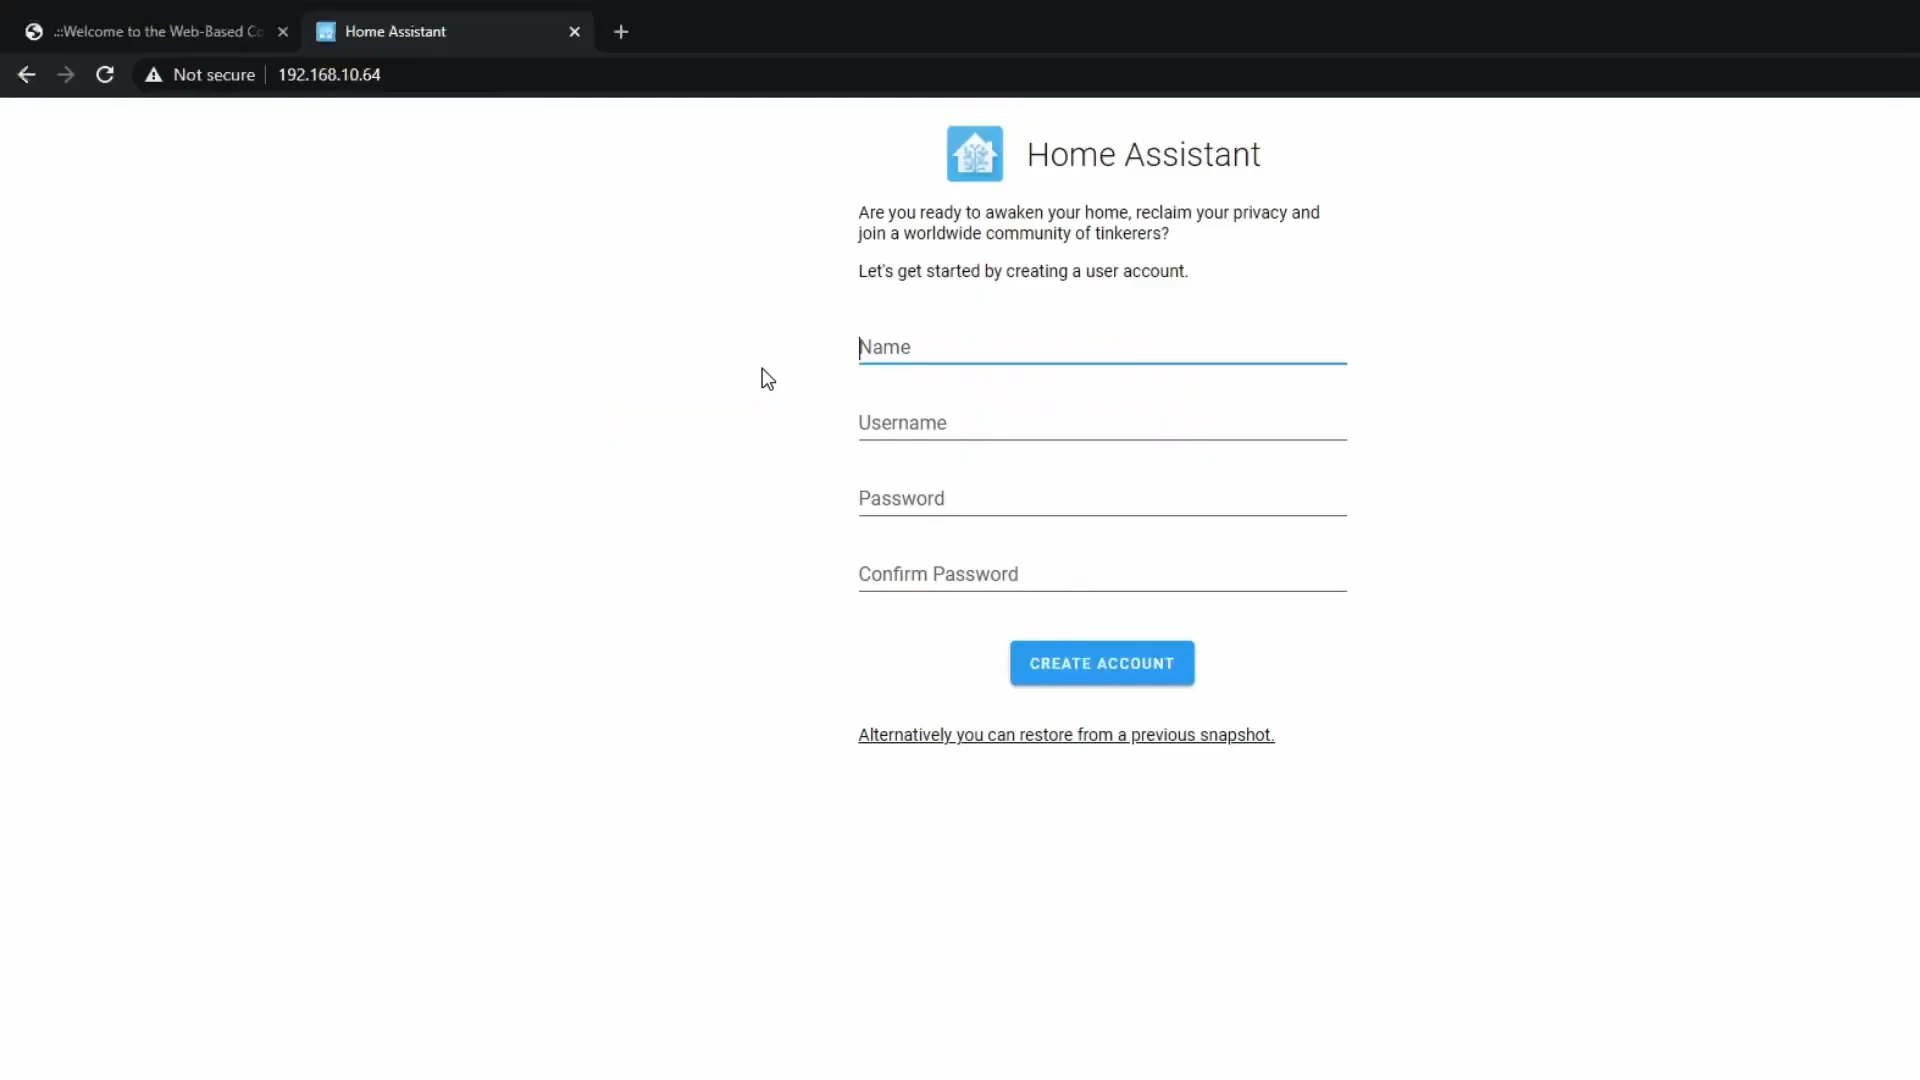 .::Welcome to the Web-Based Co
Home Assistant
Not secure
192.168.10.64
Home Assistant
Are you ready to awaken your home, reclaim your privacy and
join a worldwide community of tinkerers?
Let's get started by creating a user account.
Name
Username
Password
Confirm Password
CREATE ACCOUNT
Alternatively you can restore from a previous snapshot.